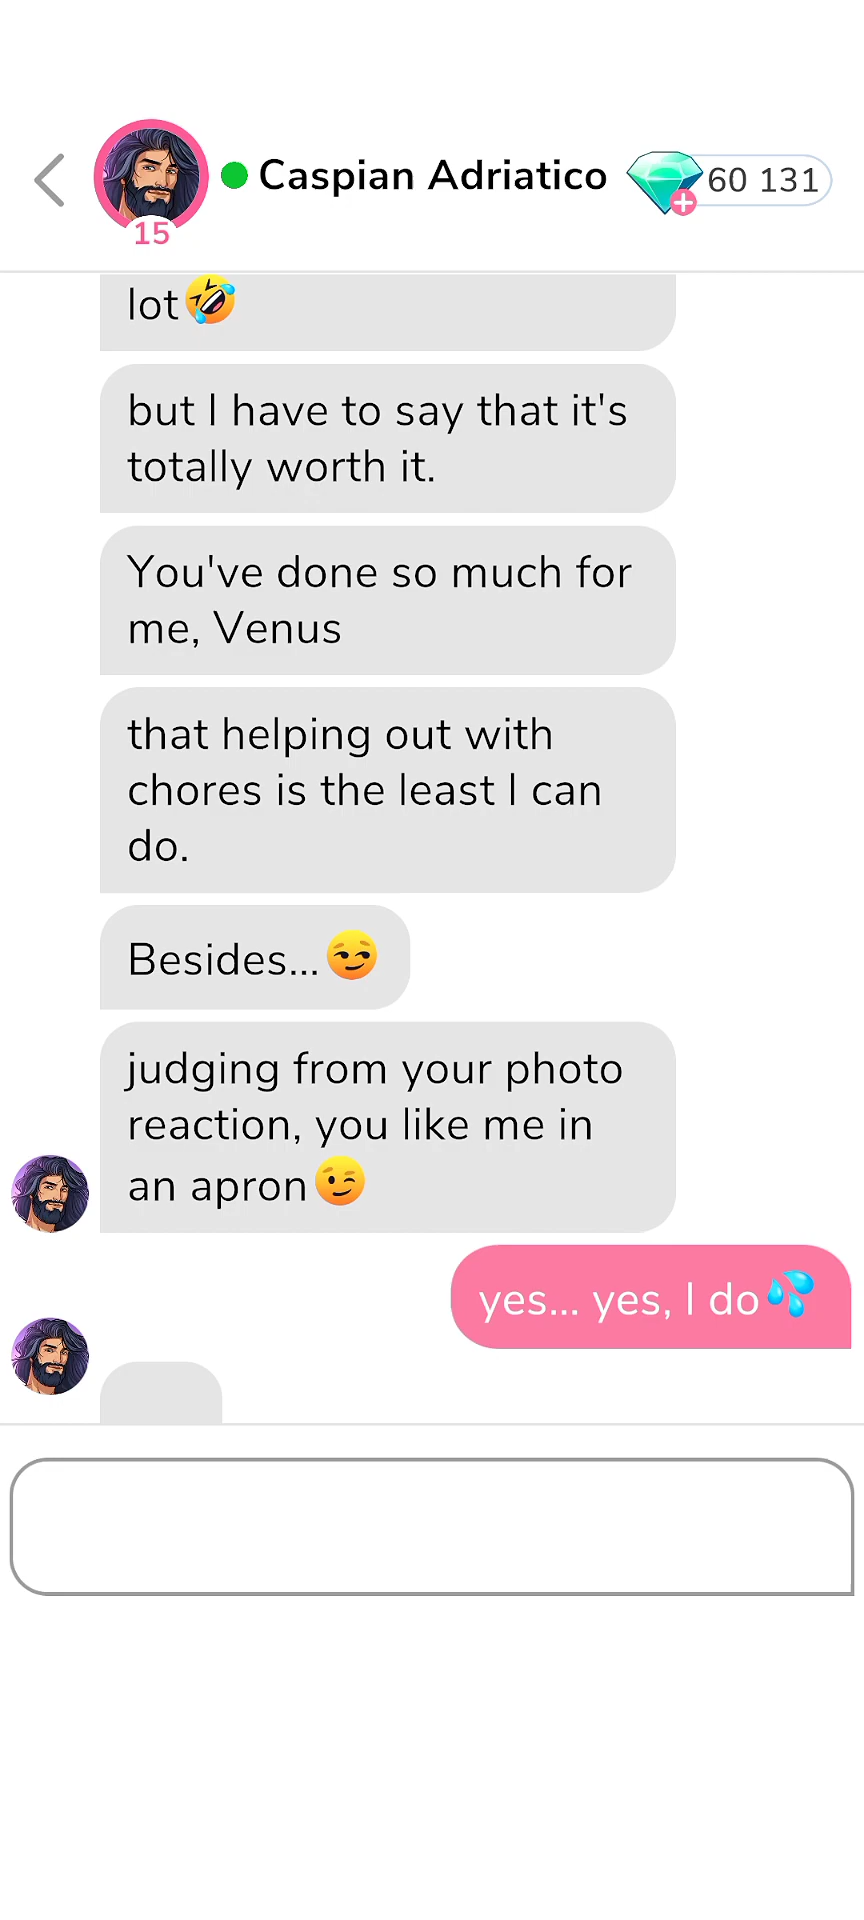 Caspian Adriatico
60 131
15
lot🤣
but I have to say that it's
totally worth it.
You've done so much for
me, Venus
that helping out with
chores is the least I can
do.
Besides...😏
judging from your photo
reaction, you like me in
an apron😉
yes... yes, I do💦